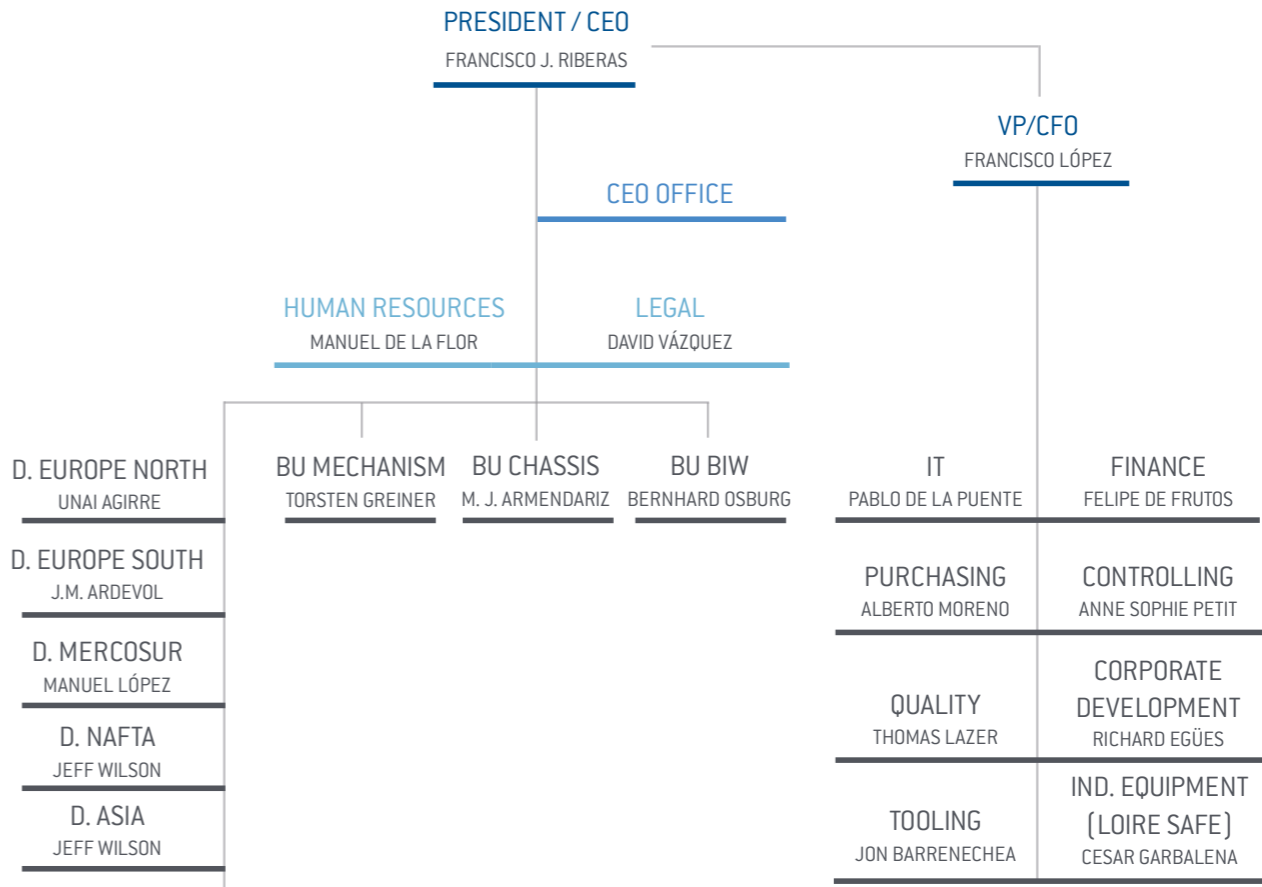 PRESIDENT / CEO
FRANCISCO J. RIBERAS
VP/CFO
FRANCISCO LÓPEZ
CEO OFFICE
HUMAN RESOURCES
MANUEL DE LA FLOR
LEGAL
DAVID VÁZQUEZ
D. EUROPE NORTH
UNAI AGIRRE
D. EUROPE SOUTH
J.M. ARDEVOL
D. MERCOSUR
MANUEL LÓPEZ
D. NAFTA
JEFF WILSON
D. ASIA
JEFF WILSON
BU MECHANISM
TORSTEN GREINER
BU CHASSIS
M. J. ARMENDARIZ
BU BIW
BERNHARD OSBURG
IT
PABLO DE LA PUENTE
FINANCE
FELIPE DE FRUTOS
PURCHASING
ALBERTO MORENO
CONTROLLING
ANNE SOPHIE PETIT
QUALITY
THOMAS LAZER
CORPORATE
DEVELOPMENT
RICHARD EGÜES
TOOLING
JON BARRENECHEA
IND. EQUIPMENT
(LOIRE SAFE)
CESAR GARBALENA